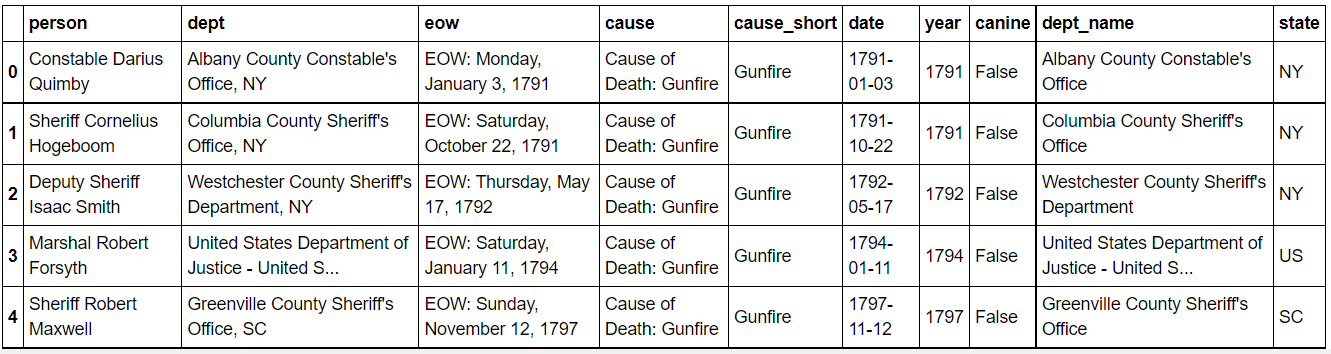 person dept eow cause cause_short date year canine dept_name state
0 Constable Darius Quimby Albany County Constable's Office, NY EOW: Monday, January 3, 1791 Cause of Death: Gunfire Gunfire 1791-01-03 1791 False Albany County Constable's Office NY
1 Sheriff Cornelius Hogeboom Columbia County Sheriff's Office, NY EOW: Saturday, October 22, 1791 Cause of Death: Gunfire Gunfire 1791-10-22 1791 False Columbia County Sheriff's Office NY
2 Deputy Sheriff Isaac Smith Westchester County Sheriff's Department, NY EOW: Thursday, May 17, 1792 Cause of Death: Gunfire Gunfire 1792-05-17 1792 False Westchester County Sheriff's Department NY
3 Marshal Robert Forsyth United States Department of Justice - United S... EOW: Saturday, January 11, 1794 Cause of Death: Gunfire Gunfire 1794-01-11 1794 False United States Department of Justice - United S... US
4 Sheriff Robert Maxwell Greenville County Sheriff's Office, SC EOW: Sunday, November 12, 1797 Cause of Death: Gunfire Gunfire 1797-11-12 1797 False Greenville County Sheriff's Office SC